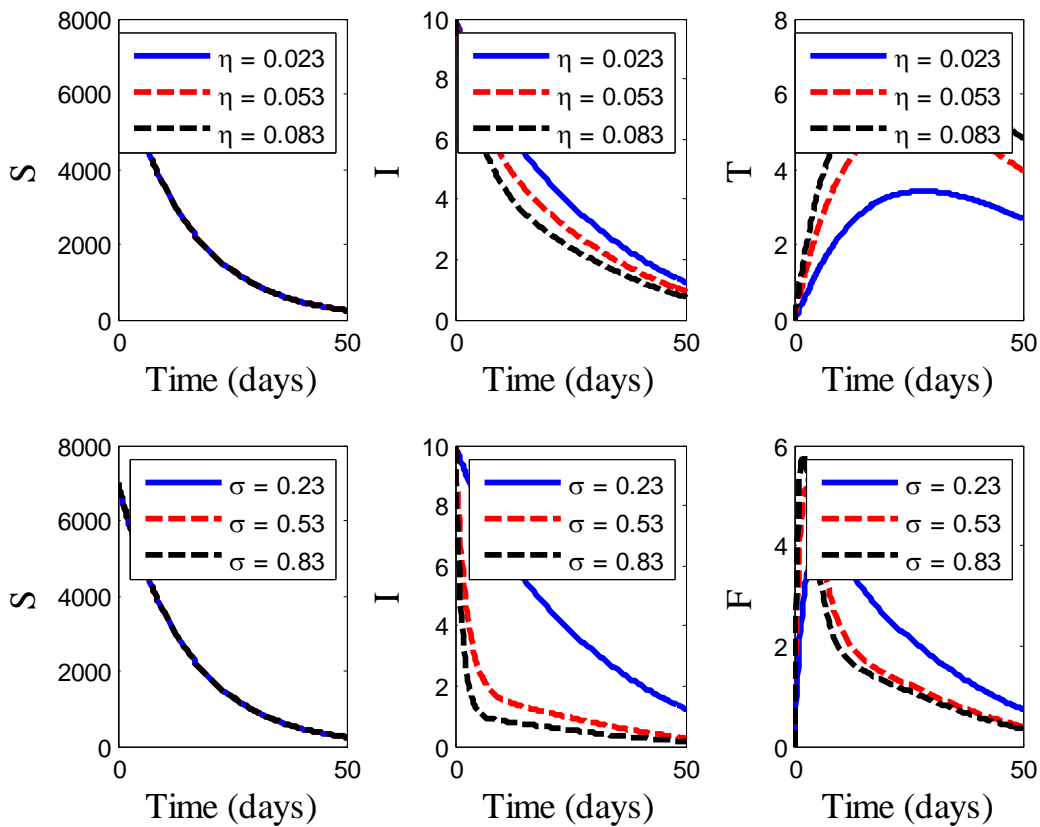 8000
6000
4000
2000
0
S
0
50
Time (days)
η = 0.023
η = 0.053
η = 0.083
10
8
6
4
2
0
I
0
50
Time (days)
η = 0.023
η = 0.053
η = 0.083
8
6
4
2
0
T
0
50
Time (days)
η = 0.023
η = 0.053
η = 0.083
8000
6000
4000
2000
0
S
0
50
Time (days)
σ = 0.23
σ = 0.53
σ = 0.83
10
8
6
4
2
0
I
0
50
Time (days)
σ = 0.23
σ = 0.53
σ = 0.83
6
4
2
0
F
0
50
Time (days)
σ = 0.23
σ = 0.53
σ = 0.83